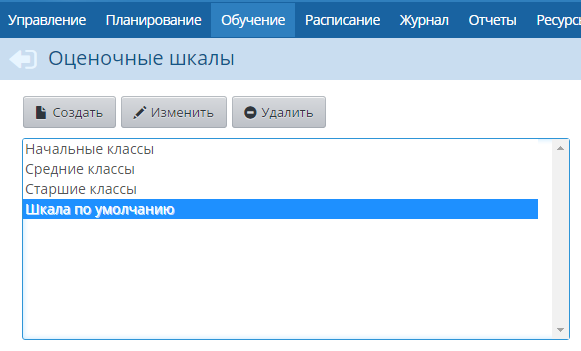 Управление Планирование Обучение Расписание Журнал Отчеты Ресурсы
Оценочные шкалы
Создать Изменить Удалить
Начальные классы
Средние классы
Старшие классы
Шкала по умолчанию